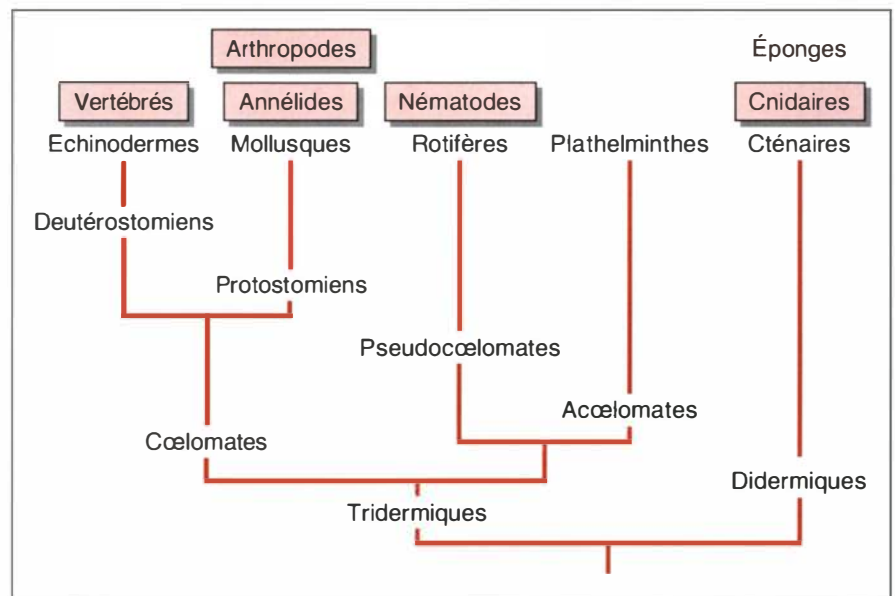 Arthropodes Éponges
Vertébrés Annélides Nématodes Cnidaires
Echinodermes Mollusques Rotifères Plathelminthes Cténaires
Deutérostomiens
Protostomiens
Pseudocœlomates
Acœlomates
Cœlomates
Didermiques
Tridermiques